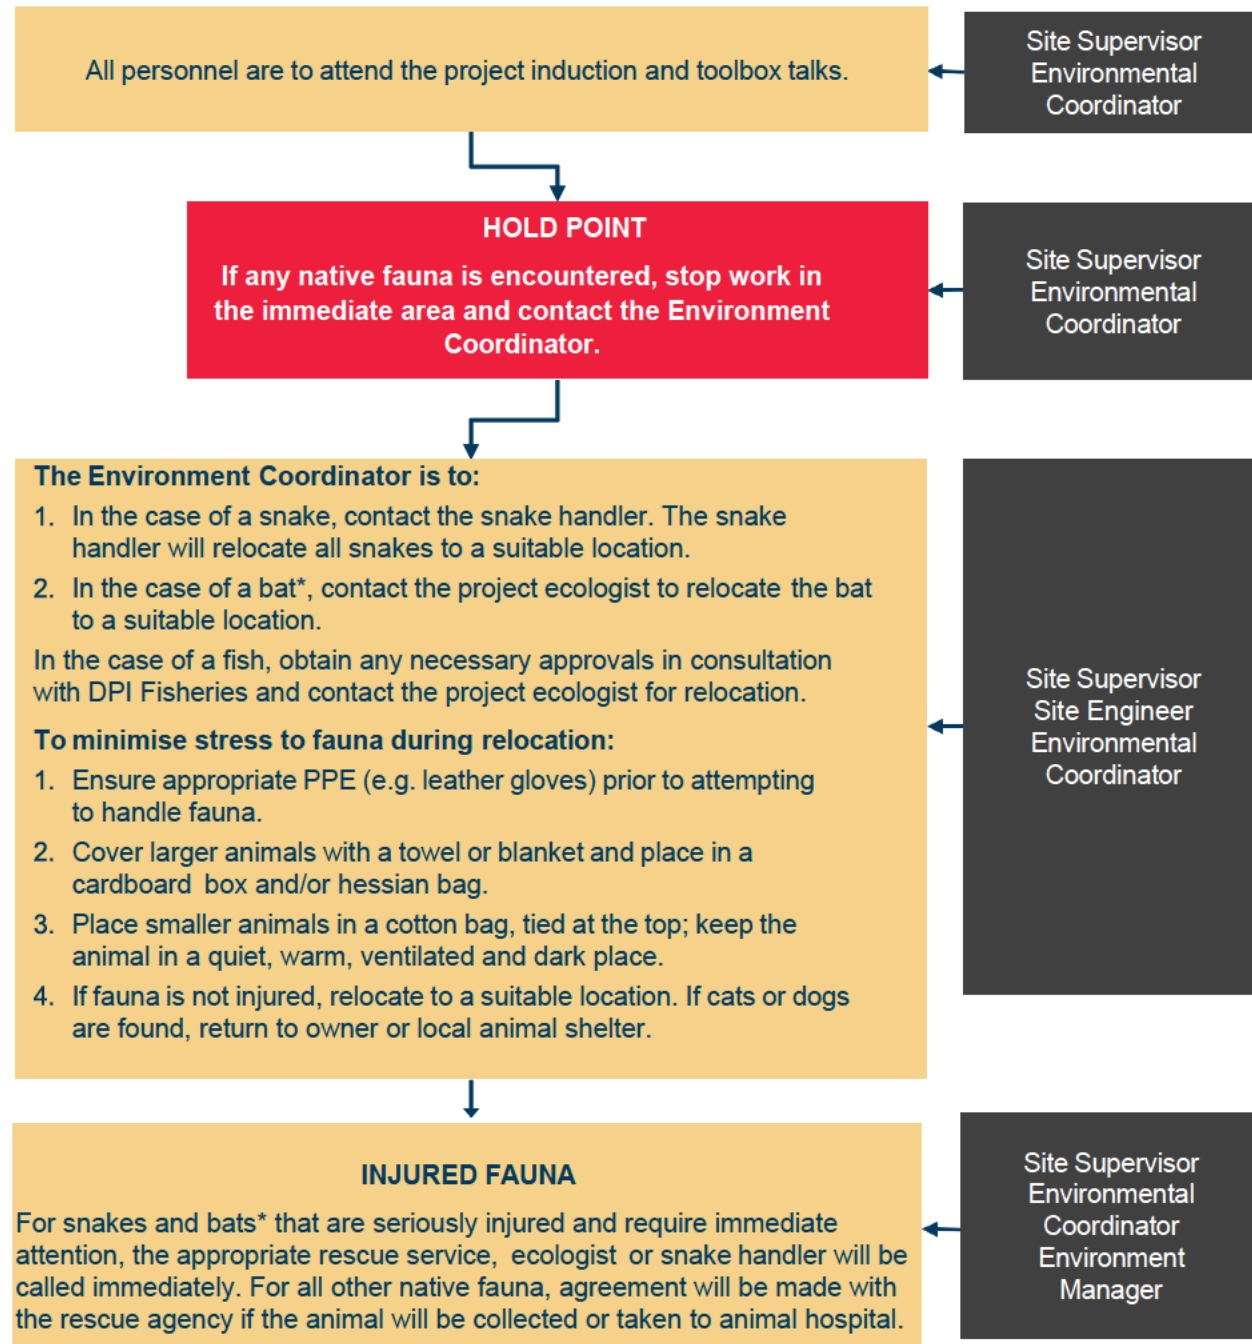 All personnel are to attend the project induction and toolbox talks.
Site Supervisor
Environmental
Coordinator
HOLD POINT
If any native fauna is encountered, stop work in
the immediate area and contact the Environment
Coordinator.
Site Supervisor
Environmental
Coordinator
The Environment Coordinator is to:
1. In the case of a snake, contact the snake handler. The snake
handler will relocate all snakes to a suitable location.
2. In the case of a bat*, contact the project ecologist to relocate the bat
to a suitable location.
In the case of a fish, obtain any necessary approvals in consultation
with DPI Fisheries and contact the project ecologist for relocation.
To minimise stress to fauna during relocation:
1. Ensure appropriate PPE (e.g. leather gloves) prior to attempting
to handle fauna.
2. Cover larger animals with a towel or blanket and place in a
cardboard box and/or hessian bag.
3. Place smaller animals in a cotton bag, tied at the top; keep the
animal in a quiet, warm, ventilated and dark place.
4. If fauna is not injured, relocate to a suitable location. If cats or dogs
are found, return to owner or local animal shelter.
Site Supervisor
Site Engineer
Environmental
Coordinator
INJURED FAUNA
For snakes and bats* that are seriously injured and require immediate
attention, the appropriate rescue service, ecologist or snake handler will be
called immediately. For all other native fauna, agreement will be made with
the rescue agency if the animal will be collected or taken to animal hospital.
Site Supervisor
Environmental
Coordinator
Environment
Manager